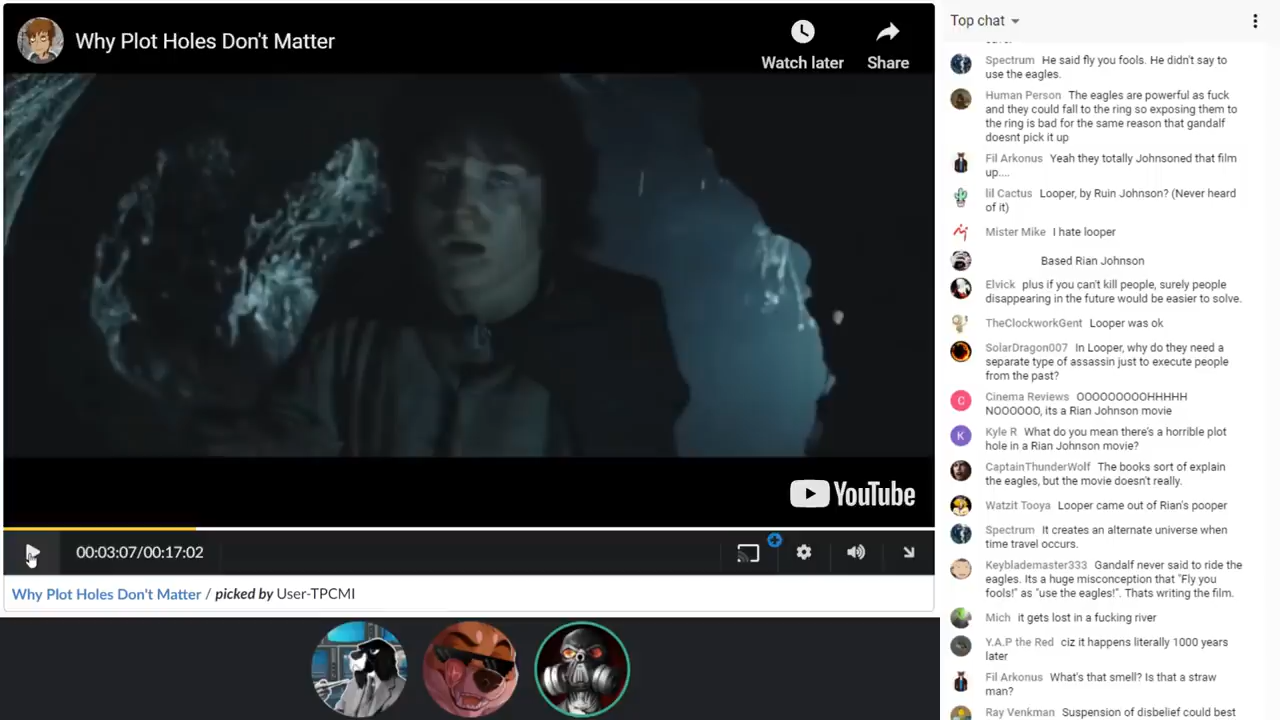 Why Plot Holes Don't Matter
Watch later
Share
YouTube
00:03:07/00:17:02
Why Plot Holes Don't Matter / picked by User-TPCMI
Top chat
Spectrum He said fly you fools. He didn't say to
use the eagles.
Human Person The eagles are powerful as fuck
and they could fall to the ring so exposing them to
the ring is bad for the same reason that gandalf
doesnt pick it up
Fil Arkonus Yeah they totally Johnsoned that film
up....
lil Cactus Looper, by Ruin Johnson? (Never heard
of it)
Mister Mike I hate looper
Based Rian Johnson
Elvick plus if you can't kill people, surely people
disappearing in the future would be easier to solve.
TheClockworkGent Looper was ok
SolarDragon007 In Looper, why do they need a
separate type of assassin just to execute people
from the past?
C
Cinema Reviews OOOOOOOOOHHHHH
NOOOOOO, its a Rian Johnson movie
K
Kyle R What do you mean there's a horrible plot
hole in a Rian Johnson movie?
CaptainThunderWolf The books sort of explain
the eagles, but the movie doesn't really.
Watzit Tooya Looper came out of Rian's pooper
Spectrum It creates an alternate universe when
time travel occurs.
Keyblademaster333 Gandalf never said to ride the
eagles. Its a huge misconception that "Fly you
fools!" as "use the eagles!". Thats writing the film.
Mich it gets lost in a fucking river
Y.A.P the Red ciz it happens literally 1000 years
later
Fil Arkonus What's that smell? Is that a straw
man?
Ray Venkman Suspension of disbelief could best